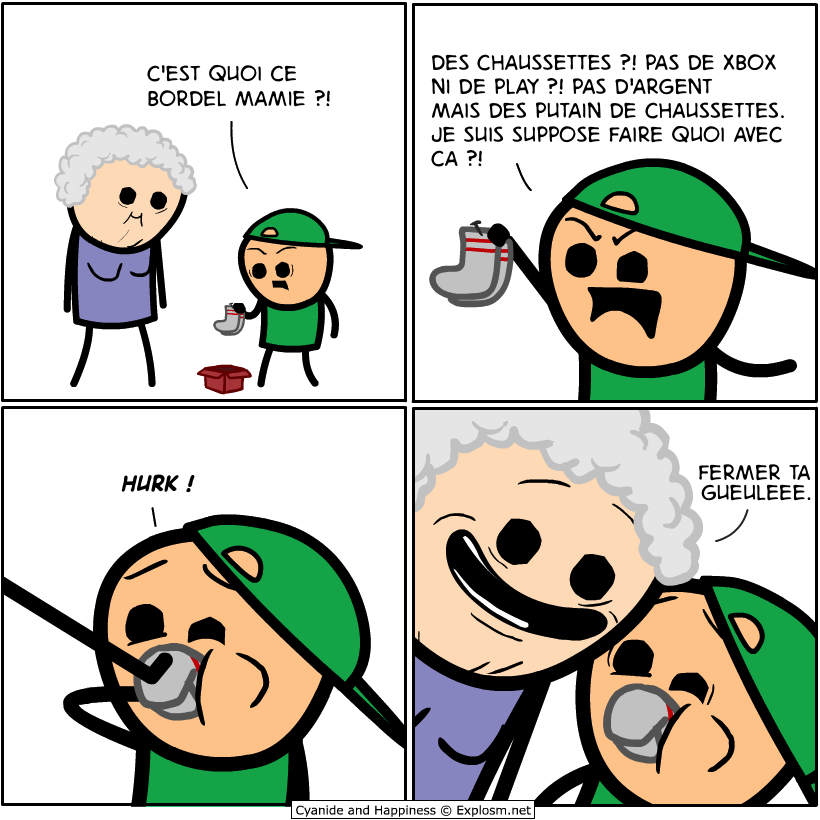 C'EST QUOI CE
BORDEL MAMIE ?!
DES CHAUSSETTES ?! PAS DE XBOX
NI DE PLAY ?! PAS D'ARGENT
MAIS DES PUTAIN DE CHAUSSETTES.
JE SUIS SUPPOSE FAIRE QUOI AVEC
CA ?!
HURK !
FERMER TA
GUEULEEE.
Cyanide and Happiness © Explosm.net